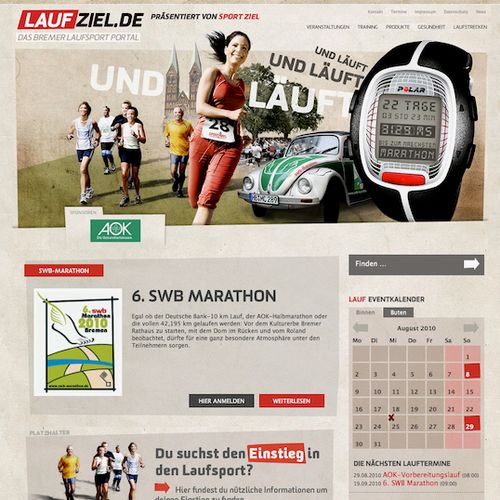 LAUFZIEL.DE
DAS BREMER LAUFSPORT PORTAL
PRÄSENTIERT VON SPORT ZIEL
Kontakt Termine Impressum Datenschutz News
VERANSTALTUNGEN TRAINING PRODUKTE GESUNDHEIT LAUFSTRECKEN
UND LÄUFT
UND LÄUFT
UND LÄUFT
UND LÄUFT
28
POLAR
22 TAGE
03 STD 23 MIN
BIS ZUM NÄCHSTEN
MARATHON
SPONSOREN
AOK
Die Gesundheitskasse.
SWB-MARATHON
6. swb
Marathon
2010
Bremen
www.swb-marathon.de
6. SWB MARATHON
Egal ob der Deutsche Bank-10 km Lauf, der AOK-Halbmarathon oder
die vollen 42,195 km gelaufen werden: Vor dem Kulturerbe Bremer
Rathaus zu starten, mit dem Dom im Rücken und vom Roland
beobachtet, dürfte für eine ganz besondere Atmosphäre unter den
Teilnehmern sorgen.
HIER ANMELDEN WEITERLESEN
Finden ...
LAUF EVENTKALENDER
Binnen Buten
August 2010
Mo Di Mi Do Fr Sa So
1
2 3 4 5 6 7 8
9 10 11 12 13 14 15
16 17 18 19 20 21 22
23 24 25 26 27 28 29
30 31
DIE NÄCHSTEN LAUFTERMINE
29.08.2010 AOK-Vorbereitungslauf (08:00)
19.09.2010 6. SWB Marathon (09:00)
PLATZHALTER
Du suchst den Einstieg in
den Laufsport?
Hier findest du nützliche Informationen um
deinen Einstieg zu finden